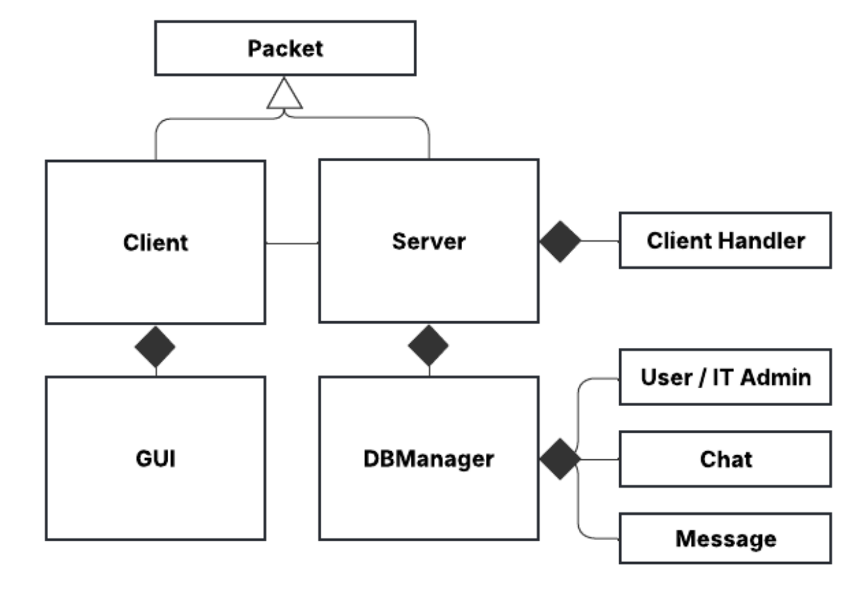 Packet
Client
Server
Client Handler
User / IT Admin
GUI
DBManager
Chat
Message